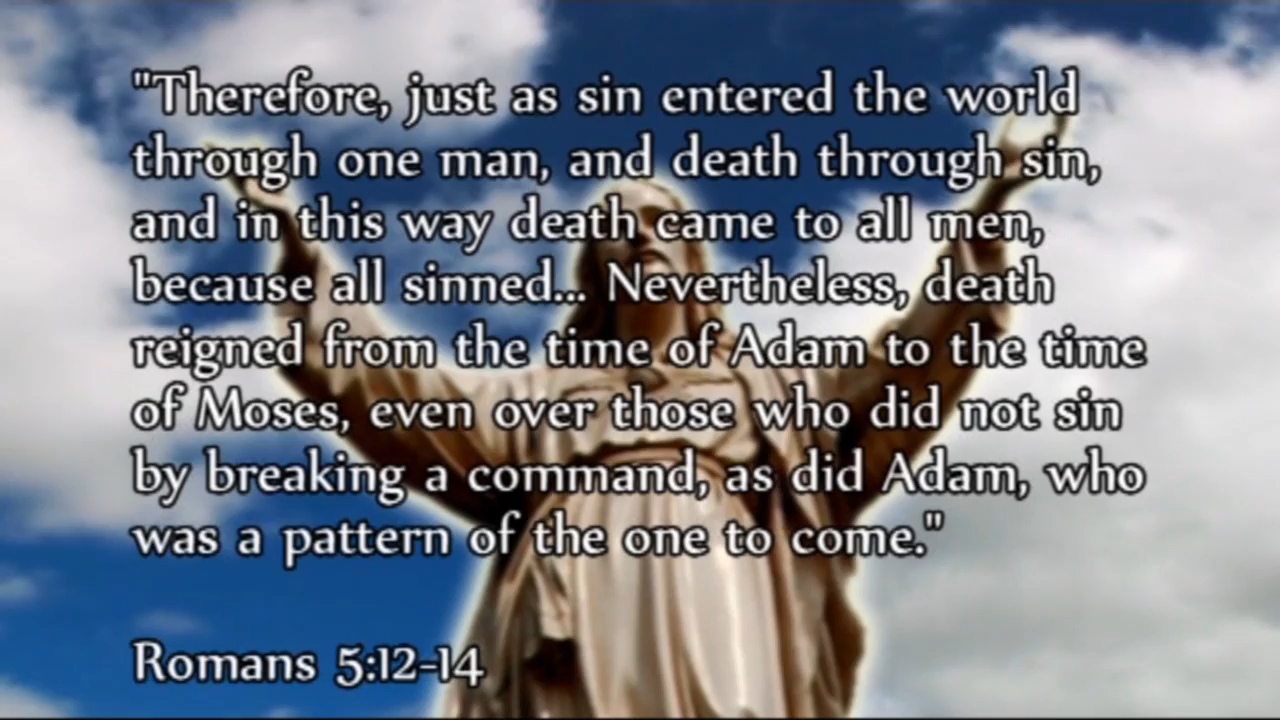 "Therefore, just as sin entered the world
through one man, and death through sin,
and in this way death came to all men,
because all sinned... Nevertheless, death
reigned from the time of Adam to the time
of Moses, even over those who did not sin
by breaking a command, as did Adam, who
was a pattern of the one to come."
Romans 5:12-14